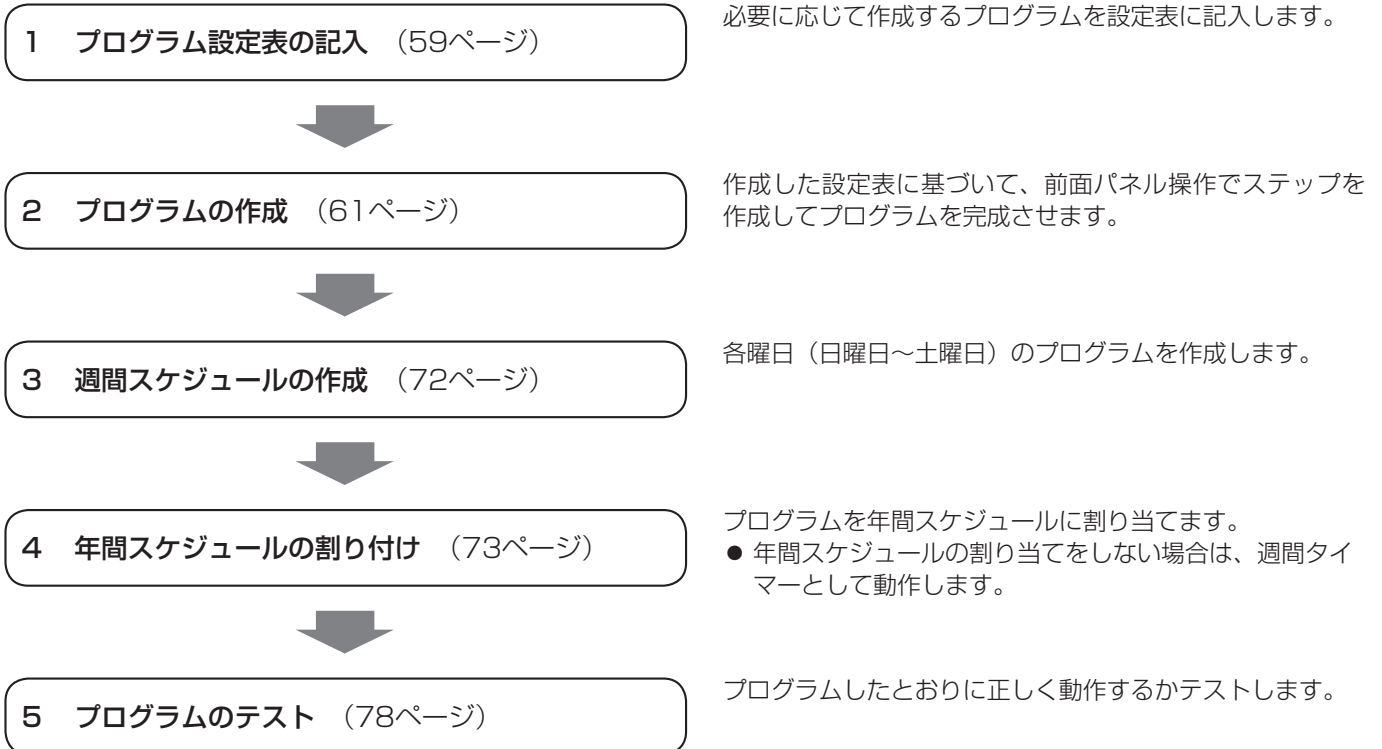 1 プログラム設定表の記入 （59ページ）
必要に応じて作成するプログラムを設定表に記入します。
2 プログラムの作成 （61ページ）
作成した設定表に基づいて、前面パネル操作でステップを
作成してプログラムを完成させます。
3 週間スケジュールの作成 （72ページ）
各曜日（日曜日～土曜日）のプログラムを作成します。
4 年間スケジュールの割り付け （73ページ）
プログラムを年間スケジュールに割り当てます。
● 年間スケジュールの割り当てをしない場合は、週間タイ
マーとして動作します。
5 プログラムのテスト （78ページ）
プログラムしたとおりに正しく動作するかテストします。